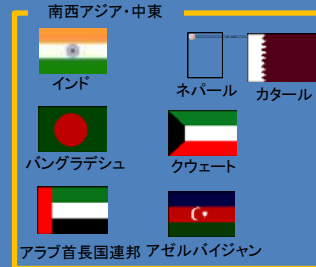 南西アジア・中東
インド
ネパール
カタール
バングラデシュ
クウェート
アラブ首長国連邦
アゼルバイジャン